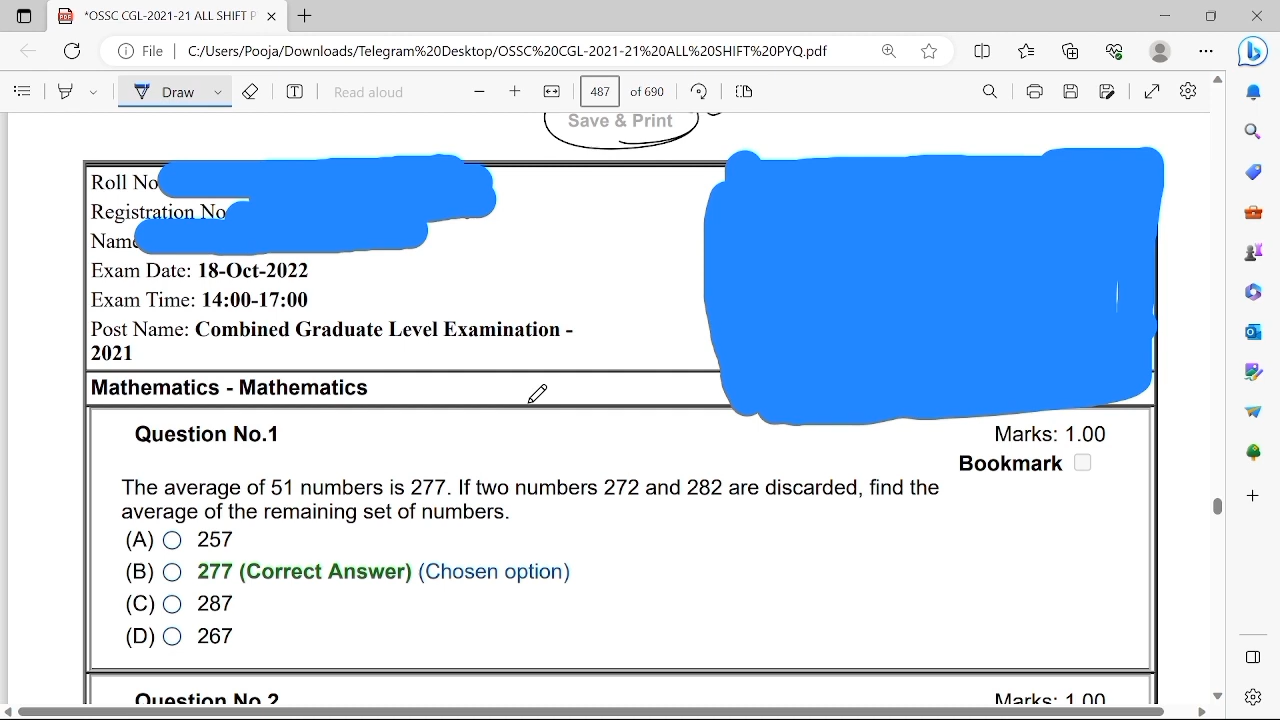 *OSSC CGL-2021-21 ALL SHIFT P
File C:/Users/Pooja/Downloads/Telegram%20Desktop/OSSC%20CGL-2021-21%20ALL%20SHIFT%20PYQ.pdf
Draw Read aloud 487 of 690
Save & Print
Roll No
Registration No
Name
Exam Date: 18-Oct-2022
Exam Time: 14:00-17:00
Post Name: Combined Graduate Level Examination -
2021
Mathematics - Mathematics
Question No.1 Marks: 1.00
Bookmark
The average of 51 numbers is 277. If two numbers 272 and 282 are discarded, find the
average of the remaining set of numbers.
(A) 257
(B) 277 (Correct Answer) (Chosen option)
(C) 287
(D) 267
Question No.2 Marks: 1.00